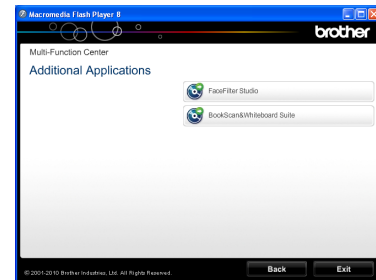 Macromedia Flash Player 8
brother
Multi-Function Center
Additional Applications
FaceFilter Studio
BookScan&Whiteboard Suite
© 2001-2010 Brother Industries, Ltd. All Rights Reserved.
Back
Exit